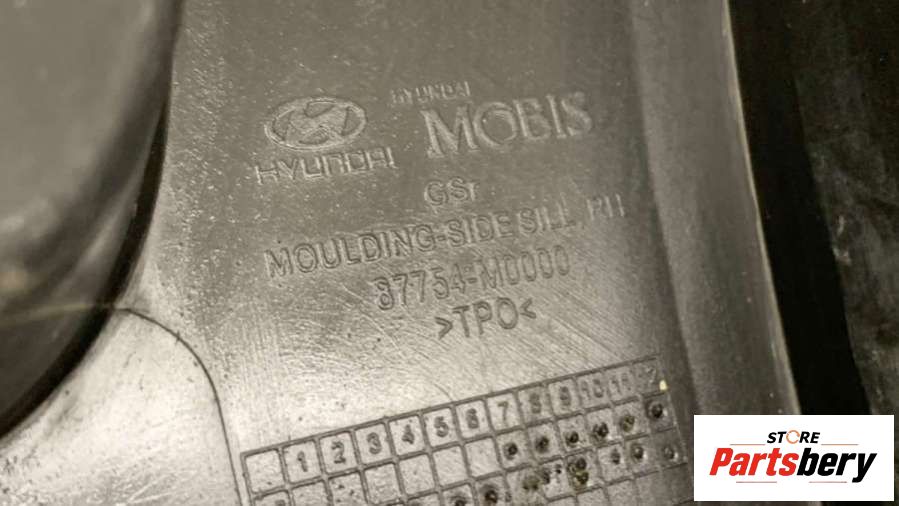 HYUNDAI
HYUNDAI
MOBIS
GSr
MOULDING-SIDE SILL, RH
87754-M0000
>TPO<
1 2 3 4 5 6 7 8 9 10 11 12
STORE
Partsbery